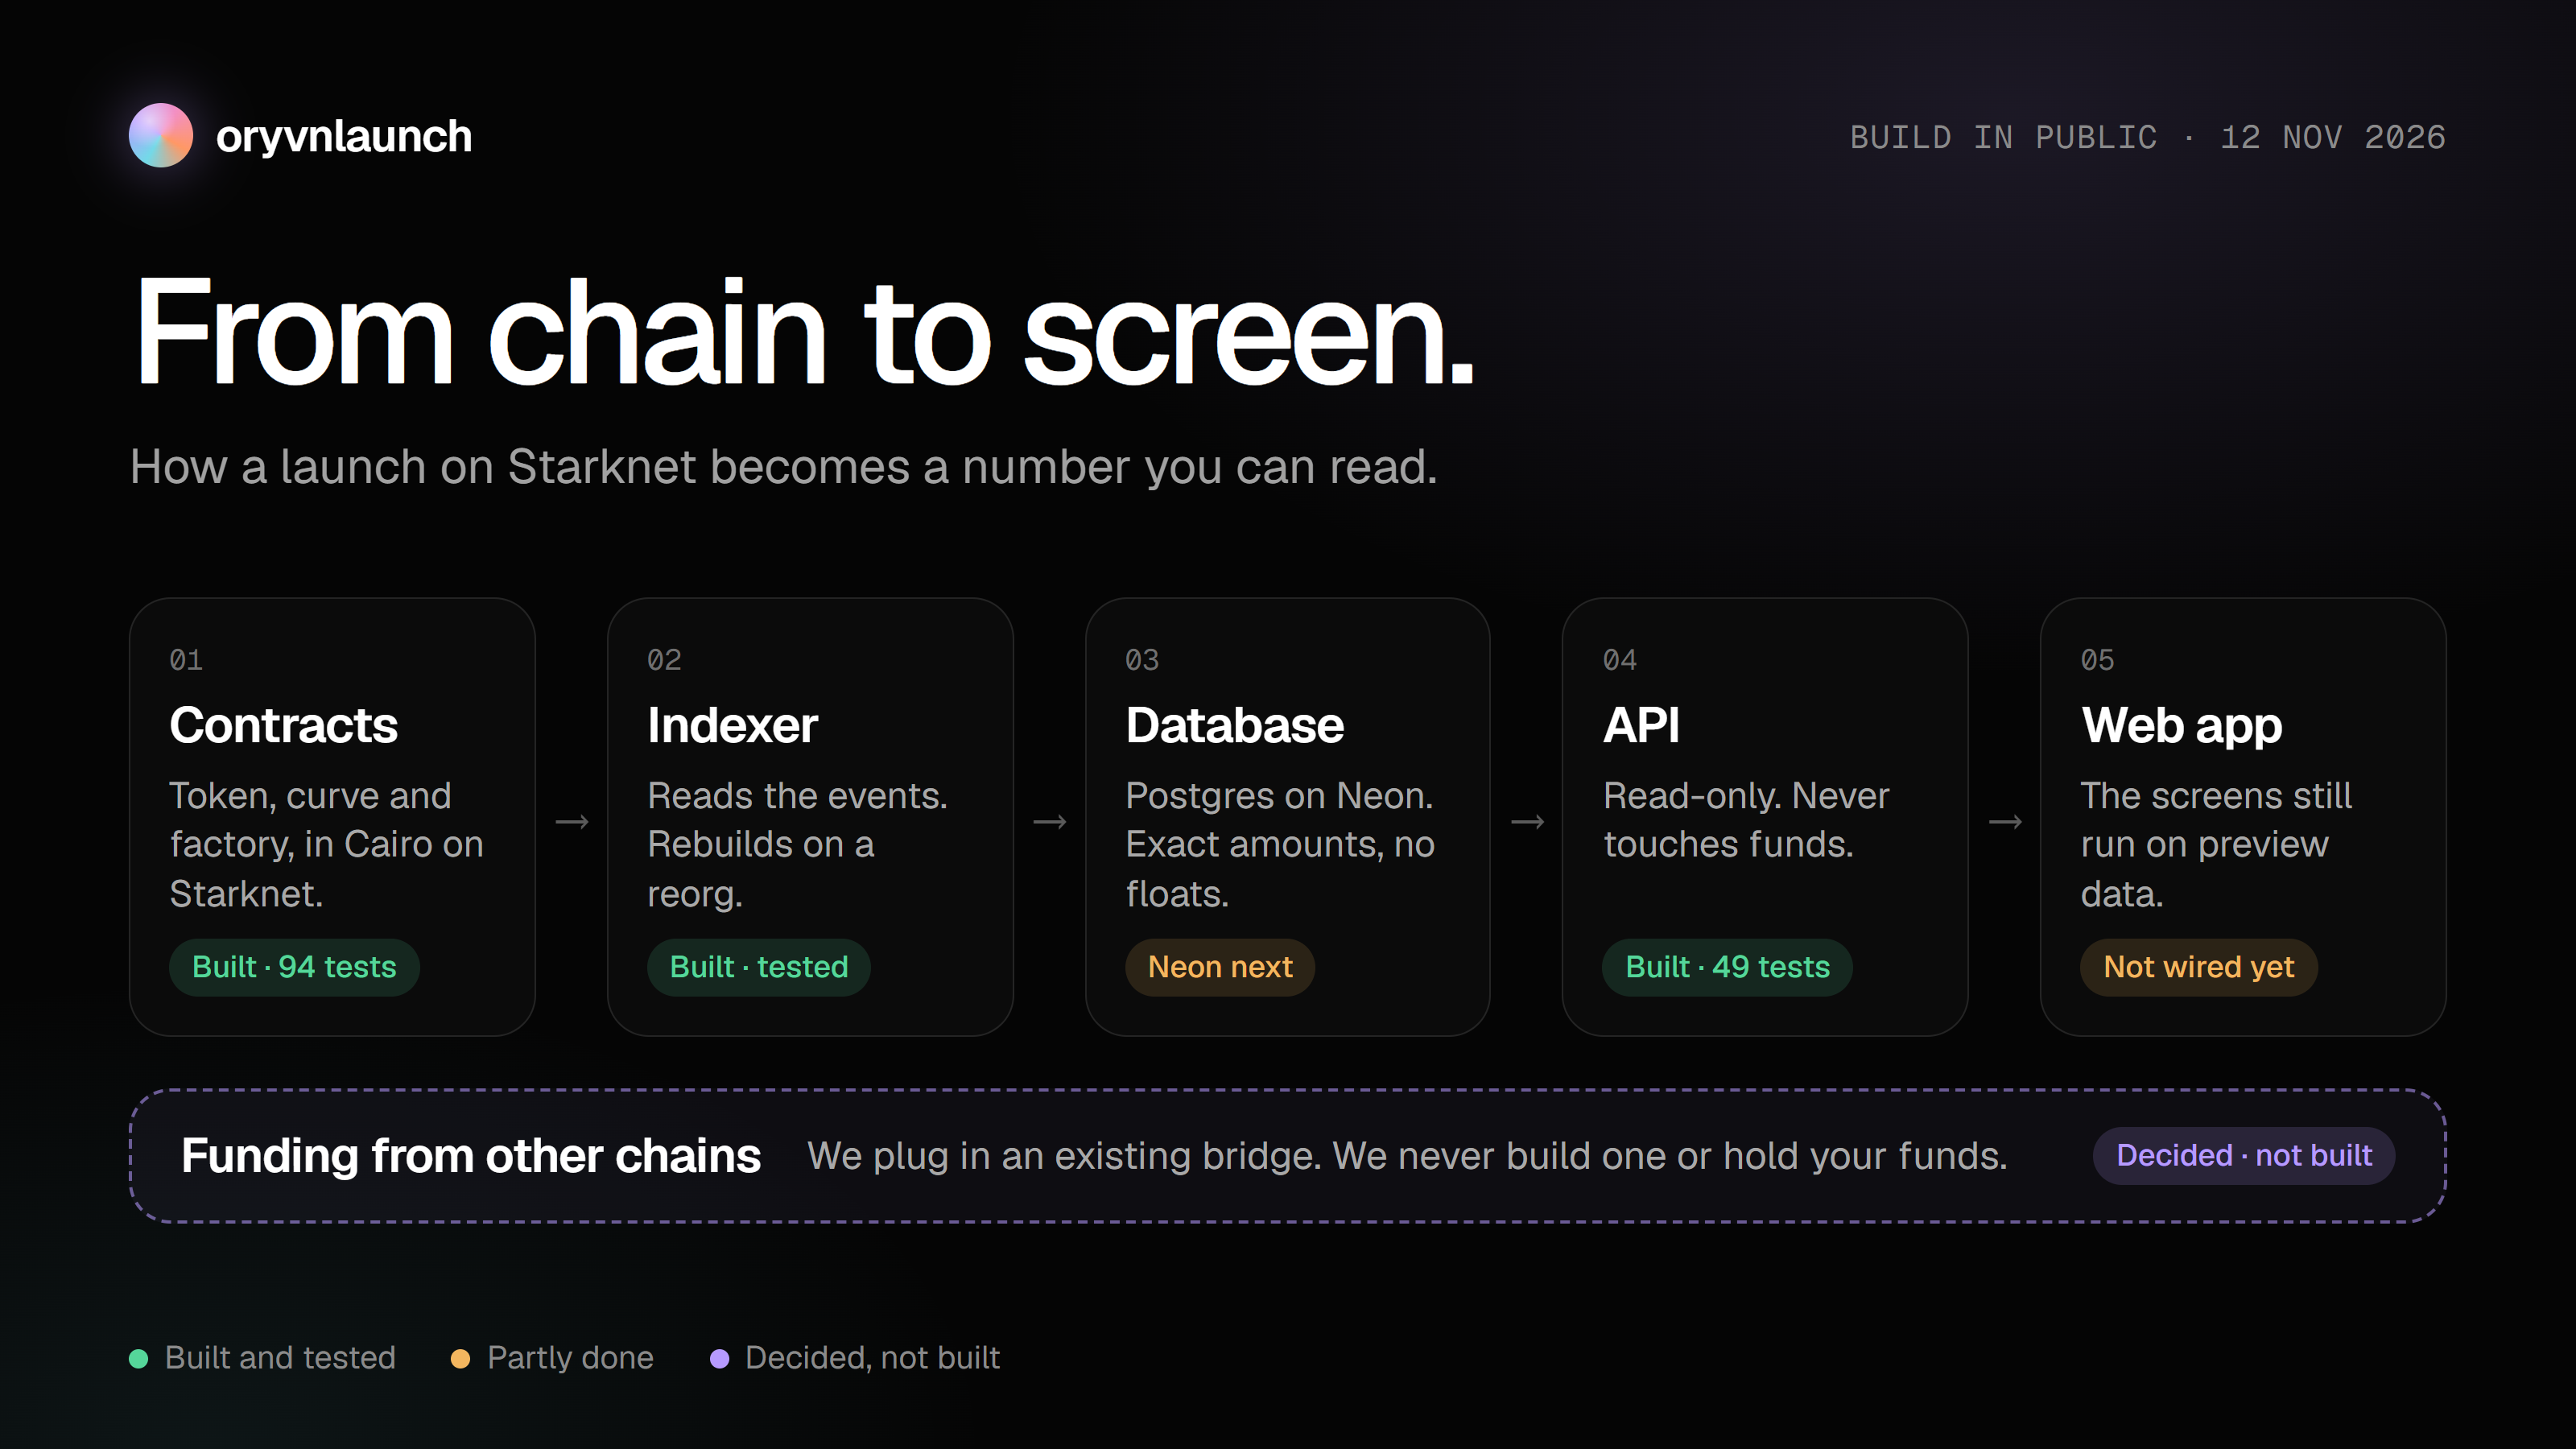 oryvnlaunch
BUILD IN PUBLIC · 12 NOV 2026
From chain to screen.
How a launch on Starknet becomes a number you can read.
01
Contracts
Token, curve and
factory, in Cairo on
Starknet.
Built · 94 tests
→
02
Indexer
Reads the events.
Rebuilds on a
reorg.
Built · tested
→
03
Database
Postgres on Neon.
Exact amounts, no
floats.
Neon next
→
04
API
Read-only. Never
touches funds.
Built · 49 tests
→
05
Web app
The screens still
run on preview
data.
Not wired yet
Funding from other chains We plug in an existing bridge. We never build one or hold your funds. Decided · not built
Built and tested Partly done Decided, not built